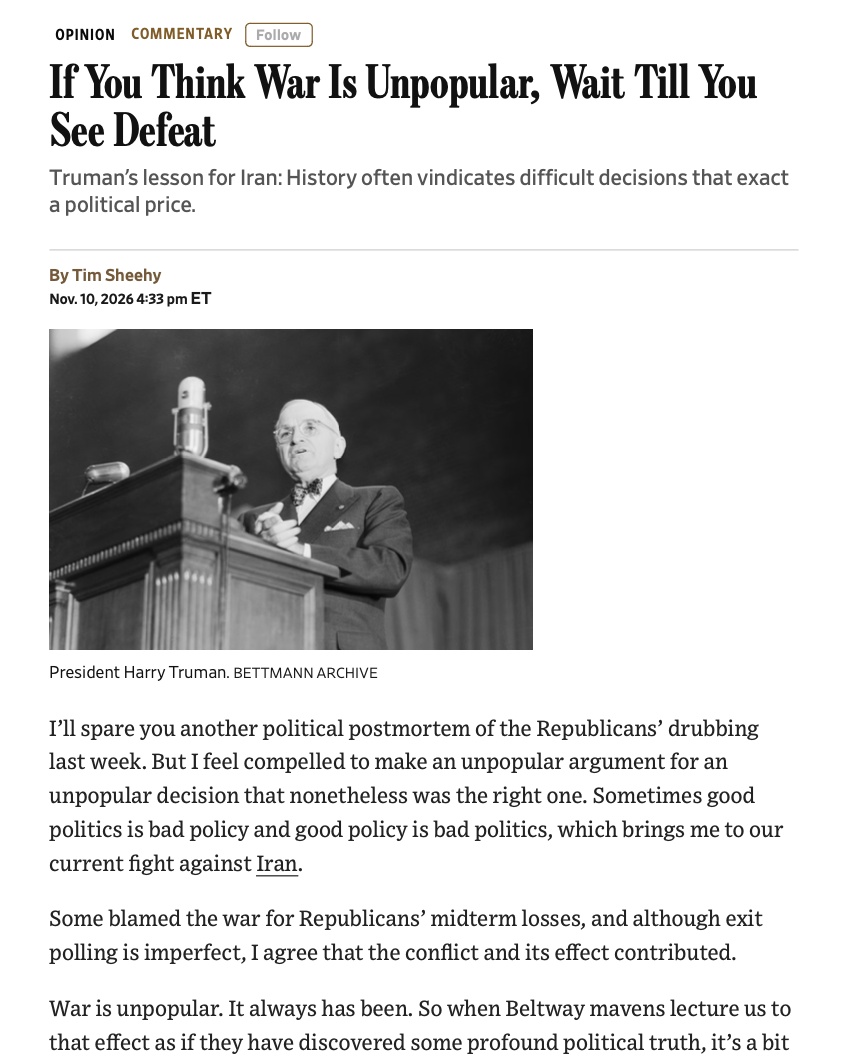 OPINION COMMENTARY Follow
If You Think War Is Unpopular, Wait Till You
See Defeat
Truman’s lesson for Iran: History often vindicates difficult decisions that exact
a political price.
By Tim Sheehy
Nov. 10, 2026 4:33 pm ET
President Harry Truman. BETTMANN ARCHIVE
I’ll spare you another political postmortem of the Republicans’ drubbing
last week. But I feel compelled to make an unpopular argument for an
unpopular decision that nonetheless was the right one. Sometimes good
politics is bad policy and good policy is bad politics, which brings me to our
current fight against Iran.
Some blamed the war for Republicans’ midterm losses, and although exit
polling is imperfect, I agree that the conflict and its effect contributed.
War is unpopular. It always has been. So when Beltway mavens lecture us to
that effect as if they have discovered some profound political truth, it’s a bit